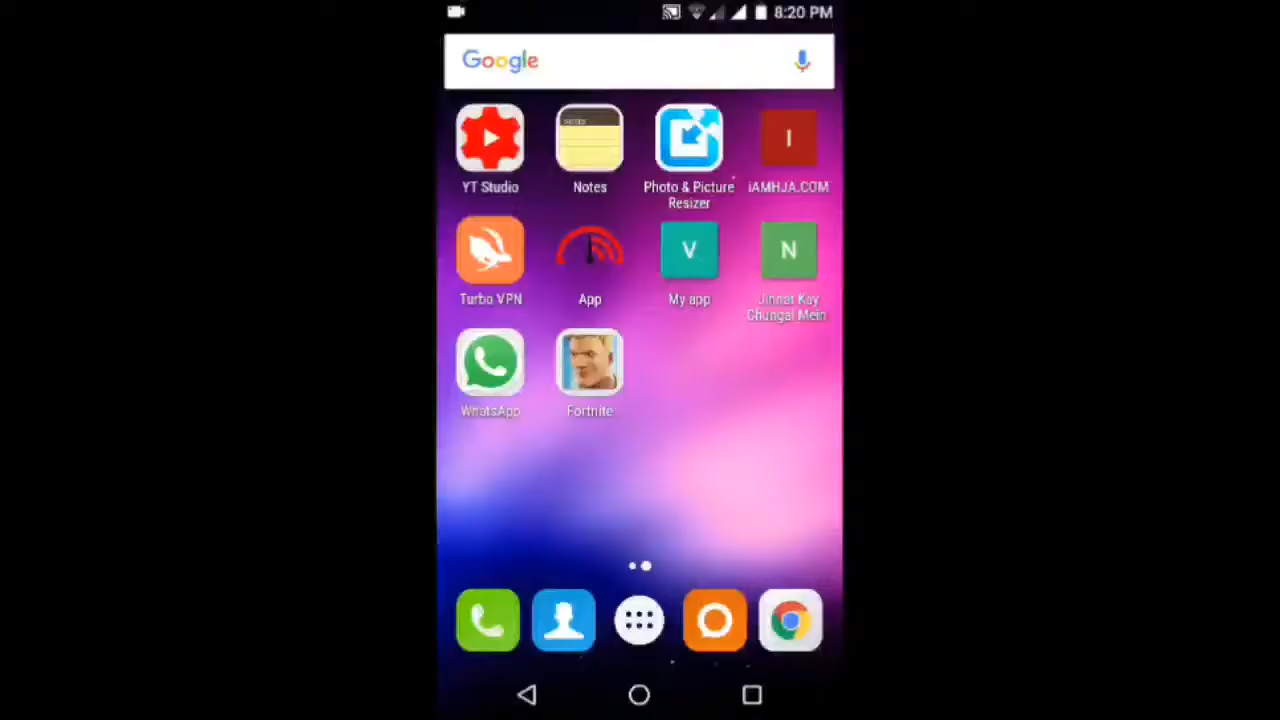 8:20 PM
Google
NOTES
I
YT Studio
Notes
Photo & Picture
Resizer
iAMHJA.COM
V
N
Turbo VPN
App
My app
Jinnat Kay
Chungal Mein
WhatsApp
Fortnite